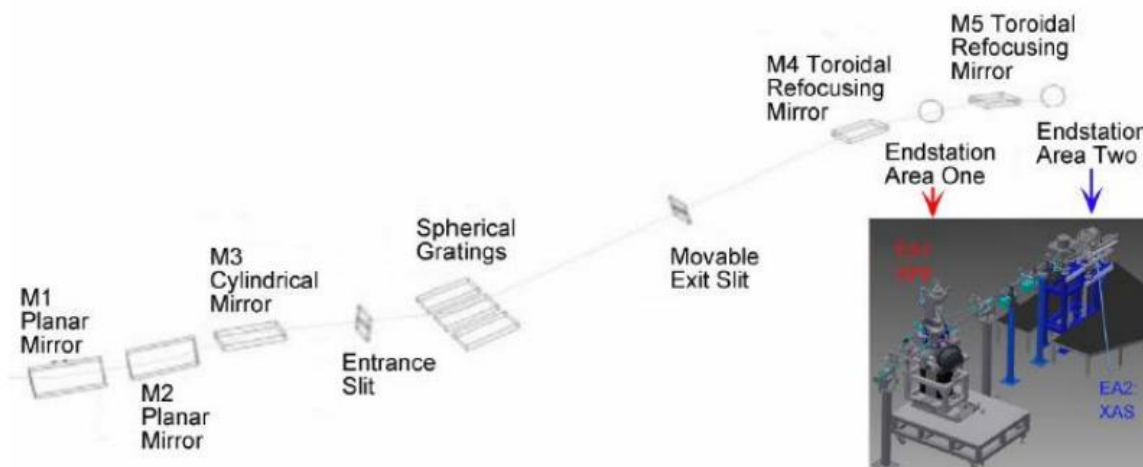 M1
Planar
Mirror
M2
Planar
Mirror
M3
Cylindrical
Mirror
Entrance
Slit
Spherical
Gratings
Movable
Exit Slit
M4 Toroidal
Refocusing
Mirror
M5 Toroidal
Refocusing
Mirror
Endstation
Area One
Endstation
Area Two
EA2:
XAS